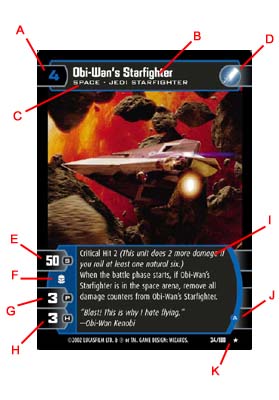 A
B
D
4
Obi-Wan's Starfighter
SPACE - JEDI STARFIGHTER
C
E
I
Critical Hit 2 (This unit does 2 more damage if
50 S
you roll at least one natural six.)
F
When the battle phase starts, if Obi-Wan's
Starfighter is in the space arena, remove all
G
3 P
damage counters from Obi-Wan's Starfighter.
J
"Blast! This is why I hate flying."
A
H
3 H
—Obi-Wan Kenobi
©2002 LUCASFILM LTD. & ® or TM. GAME DESIGN: WIZARDS.
34/180
K